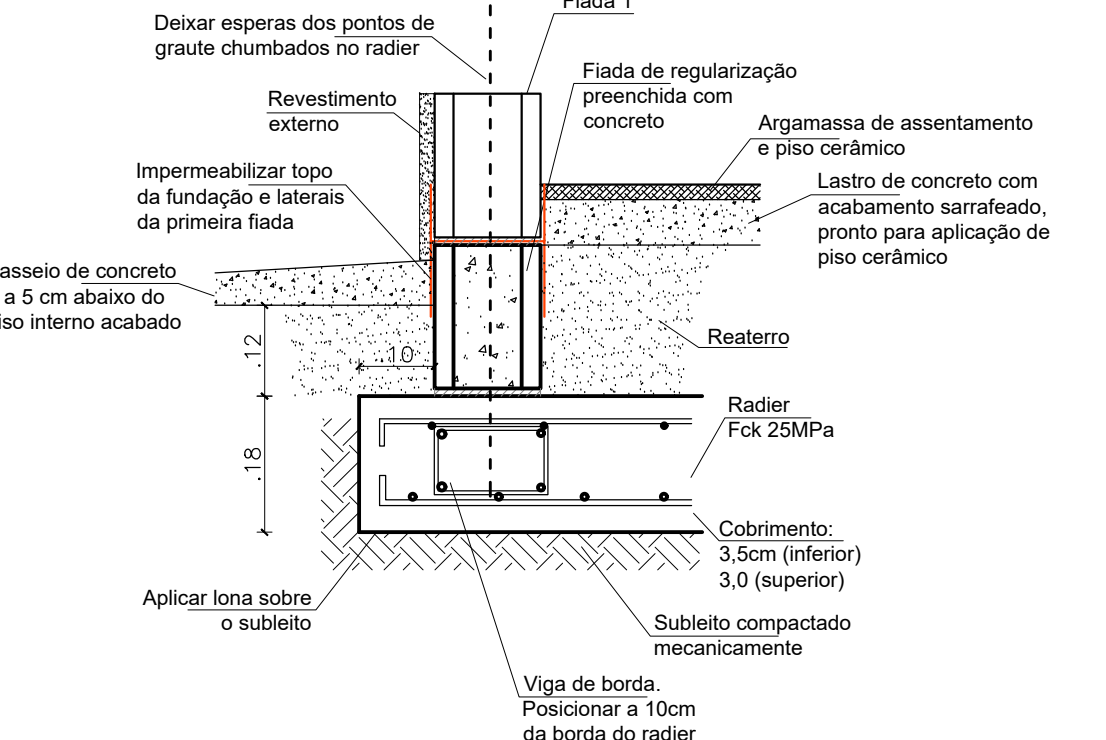 Fiada 1
Deixar esperas dos pontos de
graute chumbados no radier
Fiada de regularização
preenchida com
concreto
Revestimento
externo
Argamassa de assentamento
e piso cerâmico
Impermeabilizar topo
da fundação e laterais
da primeira fiada
Lastro de concreto com
acabamento sarrafeado,
pronto para aplicação de
piso cerâmico
asseio de concreto
a 5 cm abaixo do
iso interno acabado
Reaterro
.12
.10
Radier
Fck 25MPa
.18
Cobrimento:
3,5cm (inferior)
3,0 (superior)
Aplicar lona sobre
o subleito
Subleito compactado
mecanicamente
Viga de borda.
Posicionar a 10cm
da borda do radier